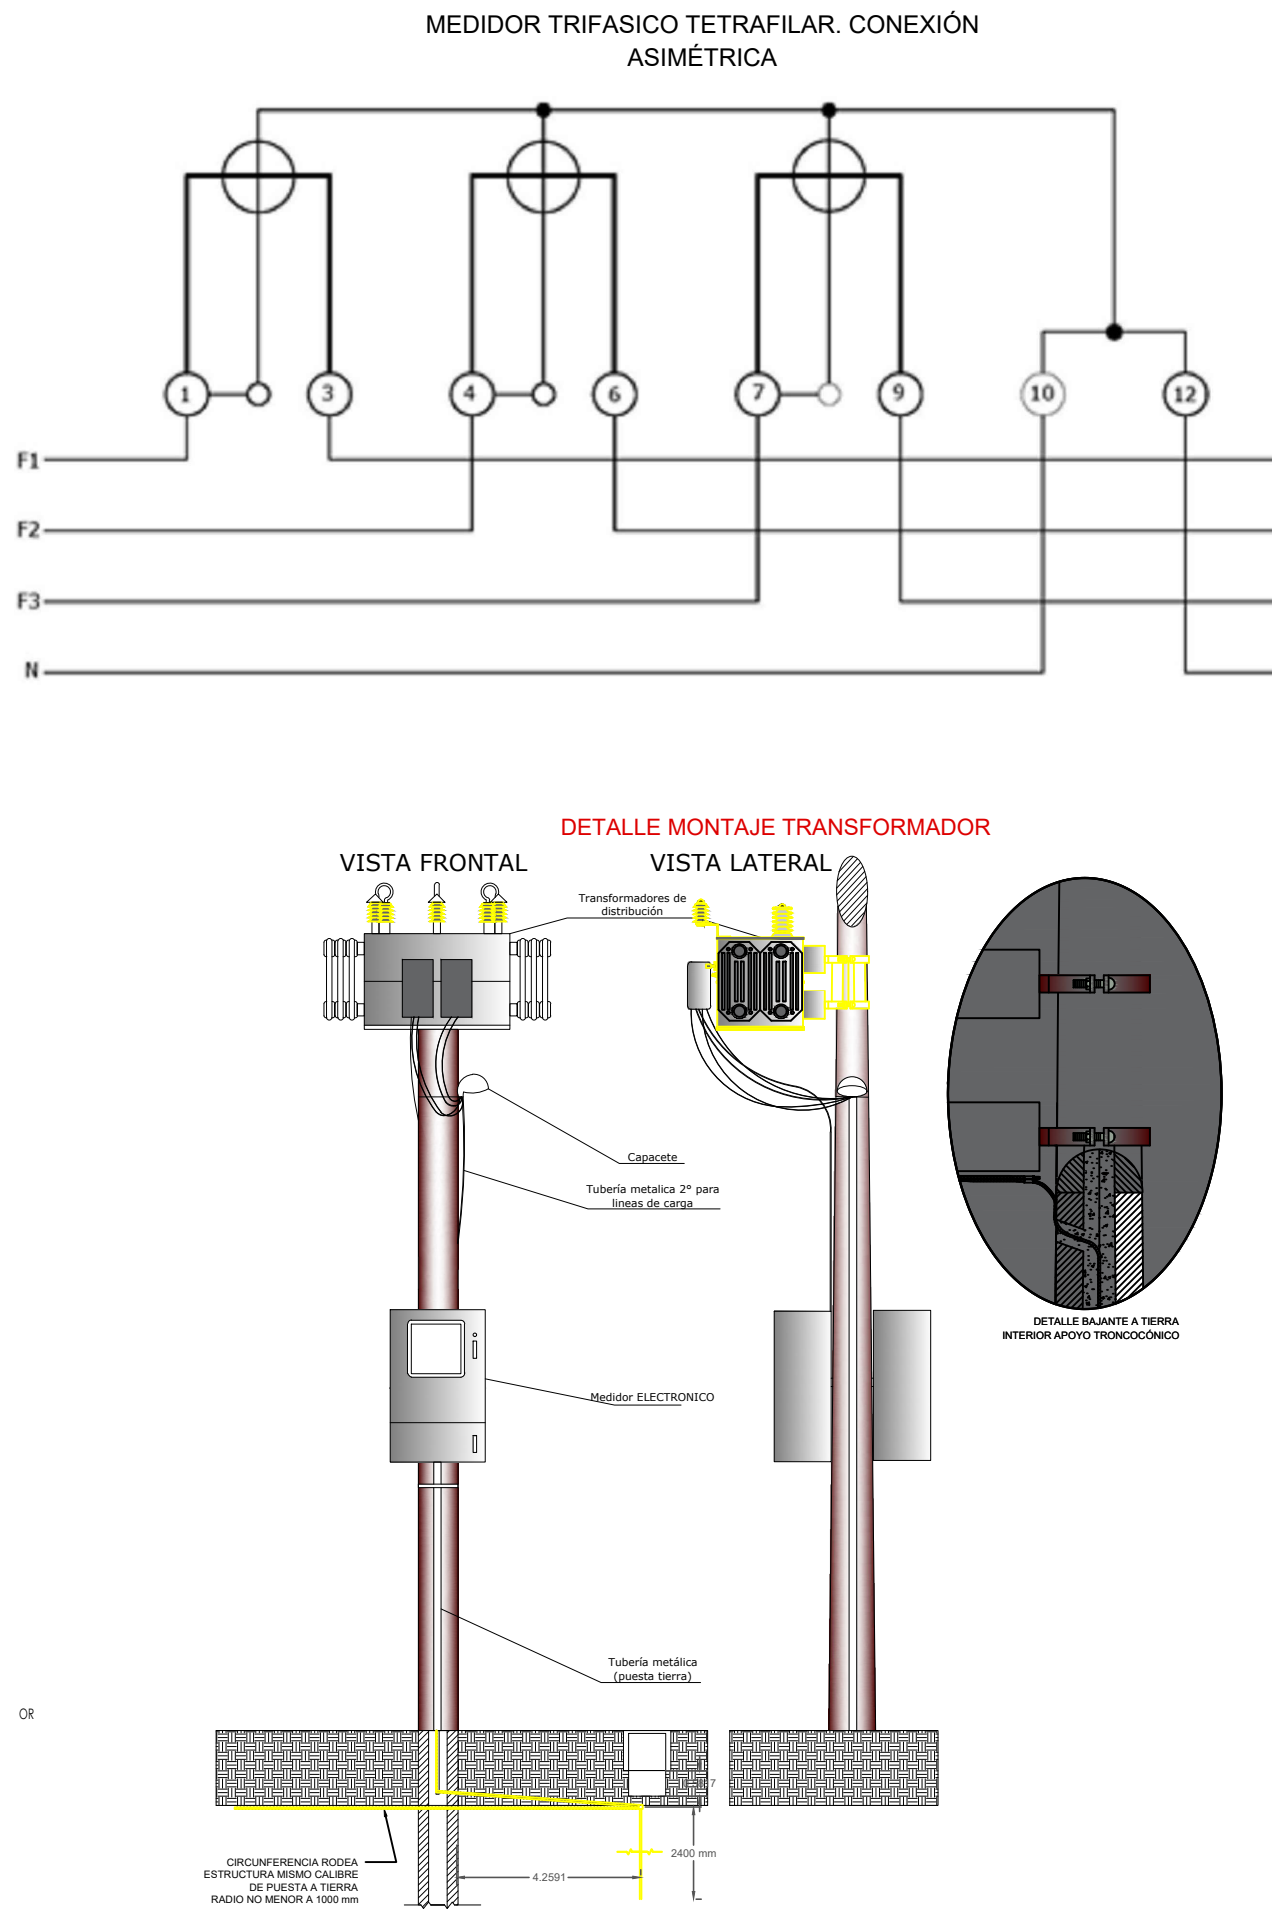 MEDIDOR TRIFASICO TETRAFILAR. CONEXIÓN
ASIMÉTRICA
1
3
4
6
7
9
10
12
F1
F2
F3
N
DETALLE MONTAJE TRANSFORMADOR
VISTA FRONTAL
VISTA LATERAL
Transformadores de
distribución
Capacete
Tubería metalica 2° para
lineas de carga
DETALLE BAJANTE A TIERRA
INTERIOR APOYO TRONCOCÓNICO
Medidor ELECTRONICO
Tubería metálica
(puesta tierra)
OR
2400 mm
4.2591
CIRCUNFERENCIA RODEA
ESTRUCTURA MISMO CALIBRE
DE PUESTA A TIERRA
RADIO NO MENOR A 1000 mm